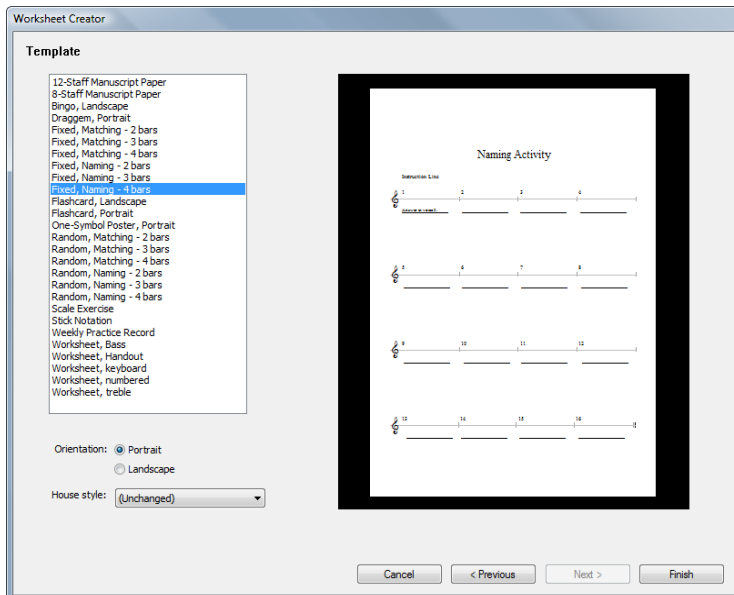 Worksheet Creator
Template
12-Staff Manuscript Paper
8-Staff Manuscript Paper
Bingo, Landscape
Draggem, Portrait
Fixed, Matching - 2 bars
Fixed, Matching - 3 bars
Fixed, Matching - 4 bars
Fixed, Naming - 2 bars
Fixed, Naming - 3 bars
Fixed, Naming - 4 bars
Flashcard, Landscape
Flashcard, Portrait
One-Symbol Poster, Portrait
Random, Matching - 2 bars
Random, Matching - 3 bars
Random, Matching - 4 bars
Random, Naming - 2 bars
Random, Naming - 3 bars
Random, Naming - 4 bars
Scale Exercise
Stick Notation
Weekly Practice Record
Worksheet, Bass
Worksheet, Handout
Worksheet, keyboard
Worksheet, numbered
Worksheet, treble
Orientation: Portrait
Landscape
House style: (Unchanged)
Naming Activity
Instruction Line
1 2 3 4
5 6 7 8
9 10 11 12
13 14 15 16
Cancel < Previous Next > Finish